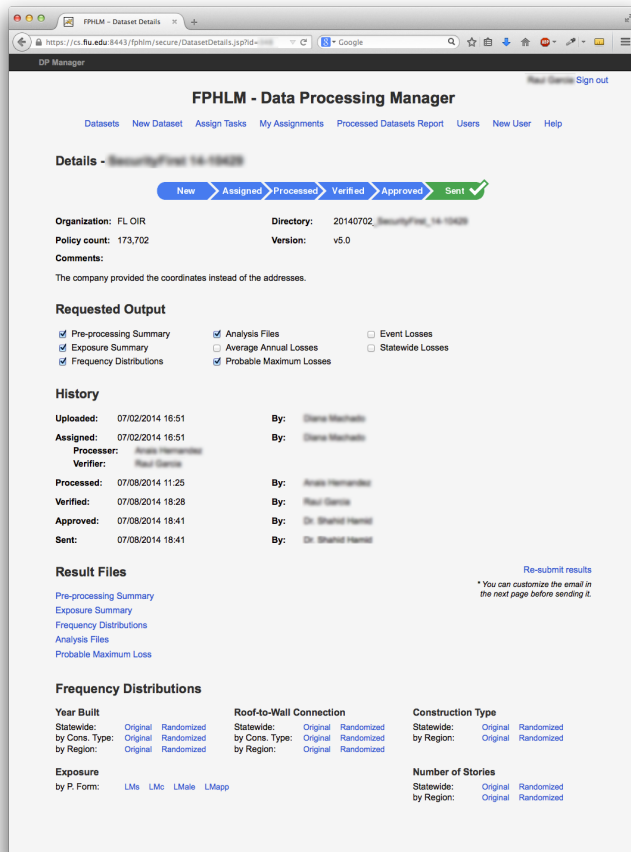 FPHLM - Dataset Details
https://cs.fiu.edu:8443/fphlm/secure/DatasetDetails.jsp?id=
Google
DP Manager
Sign out
FPHLM - Data Processing Manager
Datasets New Dataset Assign Tasks My Assignments Processed Datasets Report Users New User Help
Details -
New Assigned Processed Verified Approved Sent
Organization: FL OIR Directory: 20140702_
Policy count: 173,702 Version: v5.0
Comments:
The company provided the coordinates instead of the addresses.
Requested Output
Pre-processing Summary Analysis Files Event Losses
Exposure Summary Average Annual Losses Statewide Losses
Frequency Distributions Probable Maximum Losses
History
Uploaded: 07/02/2014 16:51 By:
Assigned: 07/02/2014 16:51 By:
Processer:
Verifier:
Processed: 07/08/2014 11:25 By:
Verified: 07/08/2014 18:28 By:
Approved: 07/08/2014 18:41 By:
Sent: 07/08/2014 18:41 By:
Result Files Re-submit results
* You can customize the email in
the next page before sending it.
Pre-processing Summary
Exposure Summary
Frequency Distributions
Analysis Files
Probable Maximum Loss
Frequency Distributions
Year Built Roof-to-Wall Connection Construction Type
Statewide: Original Randomized Statewide: Original Randomized Statewide: Original Randomized
by Cons. Type: Original Randomized by Cons. Type: Original Randomized by Region: Original Randomized
by Region: Original Randomized by Region: Original Randomized
Exposure Number of Stories
by P. Form: LMs LMc LMale LMapp Statewide: Original Randomized
by Region: Original Randomized